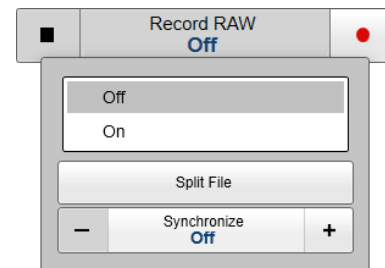 Record RAW
Off
Off
On
Split File
− Synchronize +
Off